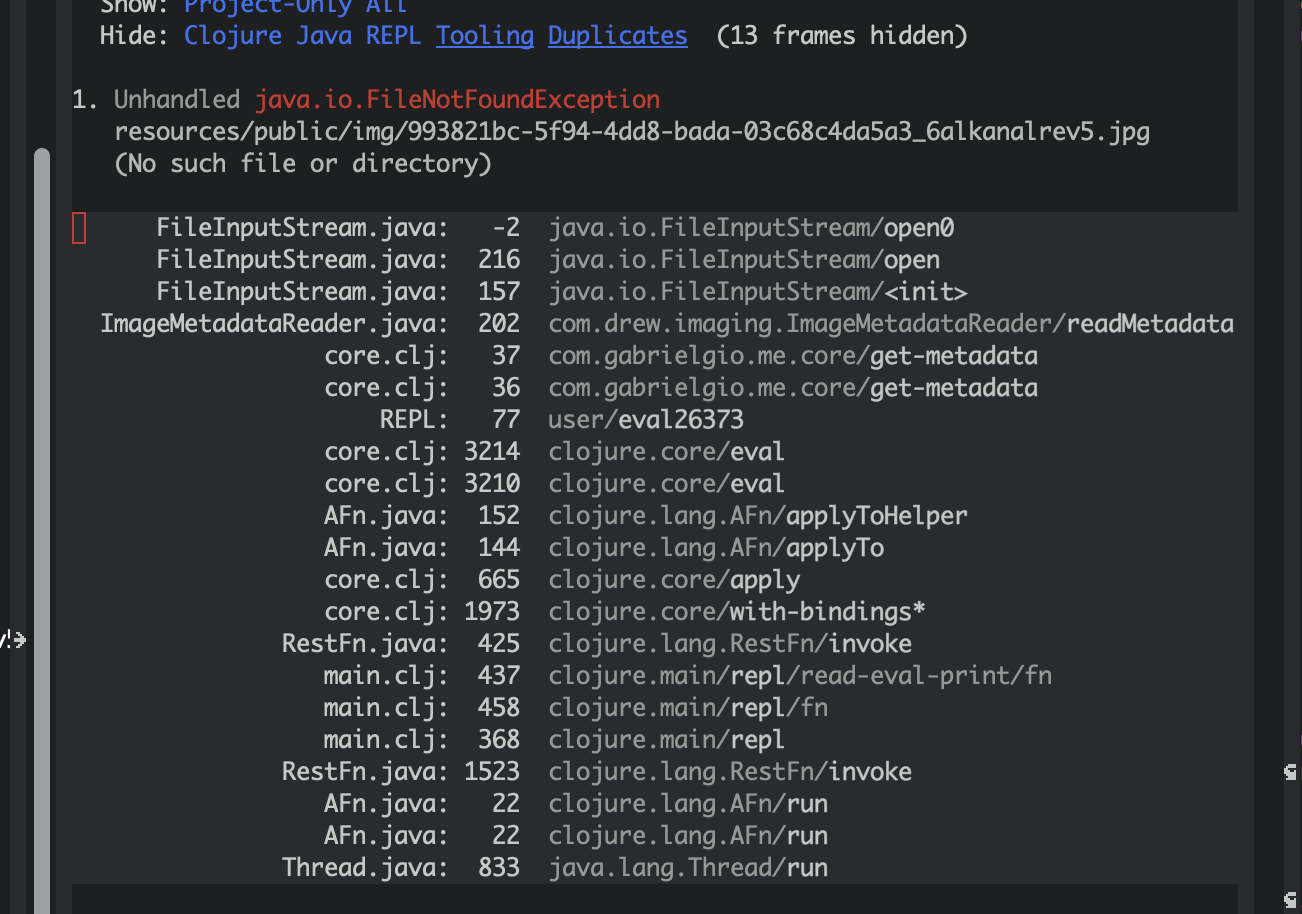 Show: Project-Only All
Hide: Clojure Java REPL Tooling Duplicates (13 frames hidden)
1. Unhandled java.io.FileNotFoundException
resources/public/img/993821bc-5f94-4dd8-bada-03c68c4da5a3_6alkanalrev5.jpg
(No such file or directory)
FileInputStream.java: -2 java.io.FileInputStream/open0
FileInputStream.java: 216 java.io.FileInputStream/open
FileInputStream.java: 157 java.io.FileInputStream/<init>
ImageMetadataReader.java: 202 com.drew.imaging.ImageMetadataReader/readMetadata
core.clj: 37 com.gabrielgio.me.core/get-metadata
core.clj: 36 com.gabrielgio.me.core/get-metadata
REPL: 77 user/eval26373
core.clj: 3214 clojure.core/eval
core.clj: 3210 clojure.core/eval
AFn.java: 152 clojure.lang.AFn/applyToHelper
AFn.java: 144 clojure.lang.AFn/applyTo
core.clj: 665 clojure.core/apply
core.clj: 1973 clojure.core/with-bindings*
RestFn.java: 425 clojure.lang.RestFn/invoke
main.clj: 437 clojure.main/repl/read-eval-print/fn
main.clj: 458 clojure.main/repl/fn
main.clj: 368 clojure.main/repl
RestFn.java: 1523 clojure.lang.RestFn/invoke
AFn.java: 22 clojure.lang.AFn/run
AFn.java: 22 clojure.lang.AFn/run
Thread.java: 833 java.lang.Thread/run